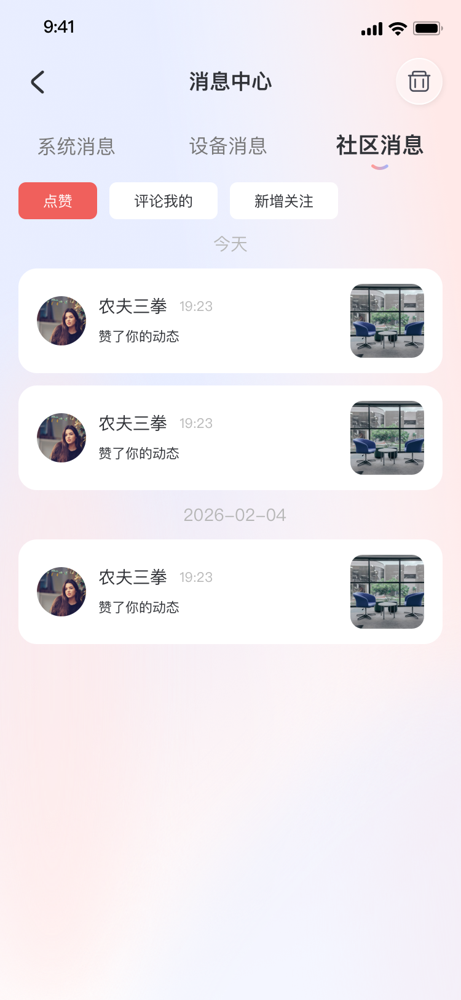 9:41
消息中心
系统消息 设备消息 社区消息
点赞 评论我的 新增关注
今天
农夫三拳 19:23
赞了你的动态
农夫三拳 19:23
赞了你的动态
2026-02-04
农夫三拳 19:23
赞了你的动态